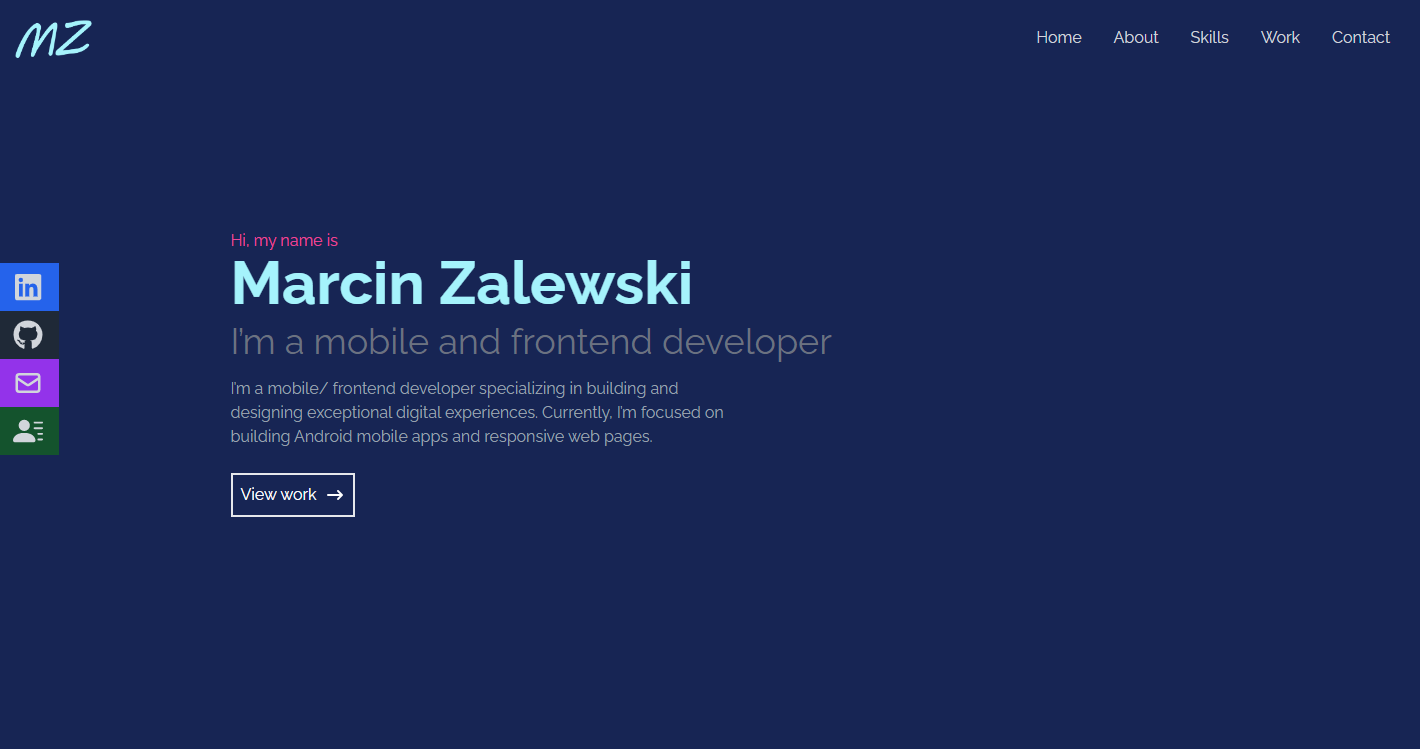 MZ
Home About Skills Work Contact
Hi, my name is
Marcin Zalewski
I'm a mobile and frontend developer
in
I'm a mobile/ frontend developer specializing in building and
designing exceptional digital experiences. Currently, I'm focused on
building Android mobile apps and responsive web pages.
View work